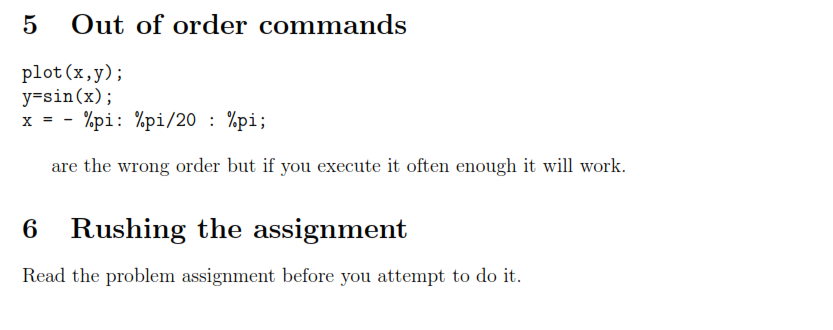 5 Out of order commands
plot(x,y);
y=sin(x);
x = - %pi: %pi/20 : %pi;
are the wrong order but if you execute it often enough it will work.
6 Rushing the assignment
Read the problem assignment before you attempt to do it.